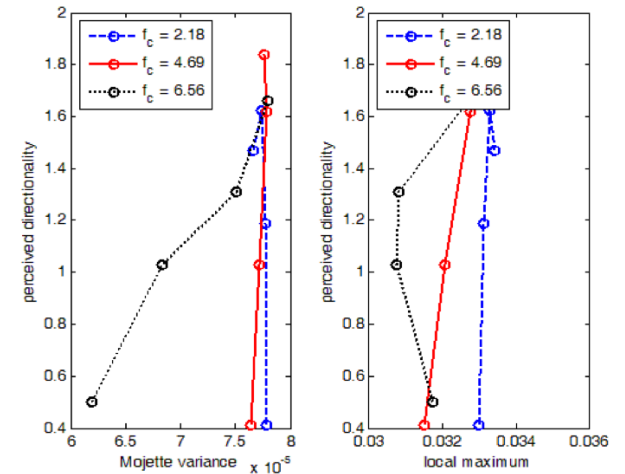 perceived directionality
2
1.8
1.6
1.4
1.2
1
0.8
0.6
0.4
f_c = 2.18
f_c = 4.69
f_c = 6.56
6 6.5 7 7.5 8
Mojette variance x 10^-5
perceived directionality
2
1.8
1.6
1.4
1.2
1
0.8
0.6
0.4
f_c = 2.18
f_c = 4.69
f_c = 6.56
0.03 0.032 0.034 0.036
local maximum